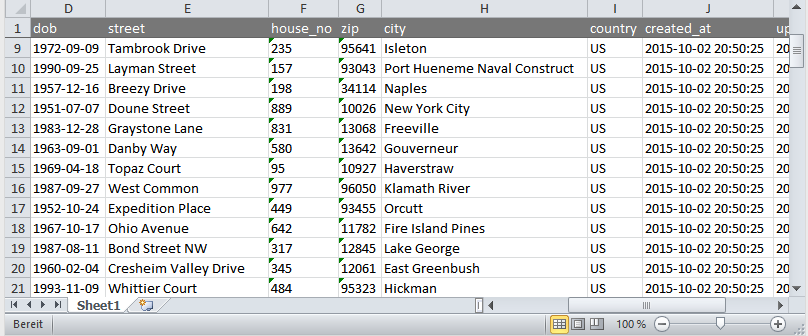 D E F G H I J
1 dob street house_no zip city country created_at up
9 1972-09-09 Tambrook Drive 235 95641 Isleton US 2015-10-02 20:50:25 20
10 1990-09-25 Layman Street 157 93043 Port Hueneme Naval Construct US 2015-10-02 20:50:25 20
11 1957-12-16 Breezy Drive 198 34114 Naples US 2015-10-02 20:50:25 20
12 1951-07-07 Doune Street 889 10026 New York City US 2015-10-02 20:50:25 20
13 1983-12-28 Graystone Lane 831 13068 Freeville US 2015-10-02 20:50:25 20
14 1963-09-01 Danby Way 580 13642 Gouverneur US 2015-10-02 20:50:25 20
15 1969-04-18 Topaz Court 95 10927 Haverstraw US 2015-10-02 20:50:25 20
16 1987-09-27 West Common 977 96050 Klamath River US 2015-10-02 20:50:25 20
17 1952-10-24 Expedition Place 449 93455 Orcutt US 2015-10-02 20:50:25 20
18 1967-10-17 Ohio Avenue 642 11782 Fire Island Pines US 2015-10-02 20:50:25 20
19 1987-08-11 Bond Street NW 317 12845 Lake George US 2015-10-02 20:50:25 20
20 1960-02-04 Cresheim Valley Drive 345 12061 East Greenbush US 2015-10-02 20:50:25 20
21 1993-11-09 Whittier Court 484 95323 Hickman US 2015-10-02 20:50:25 20
Sheet1
Bereit 100 %